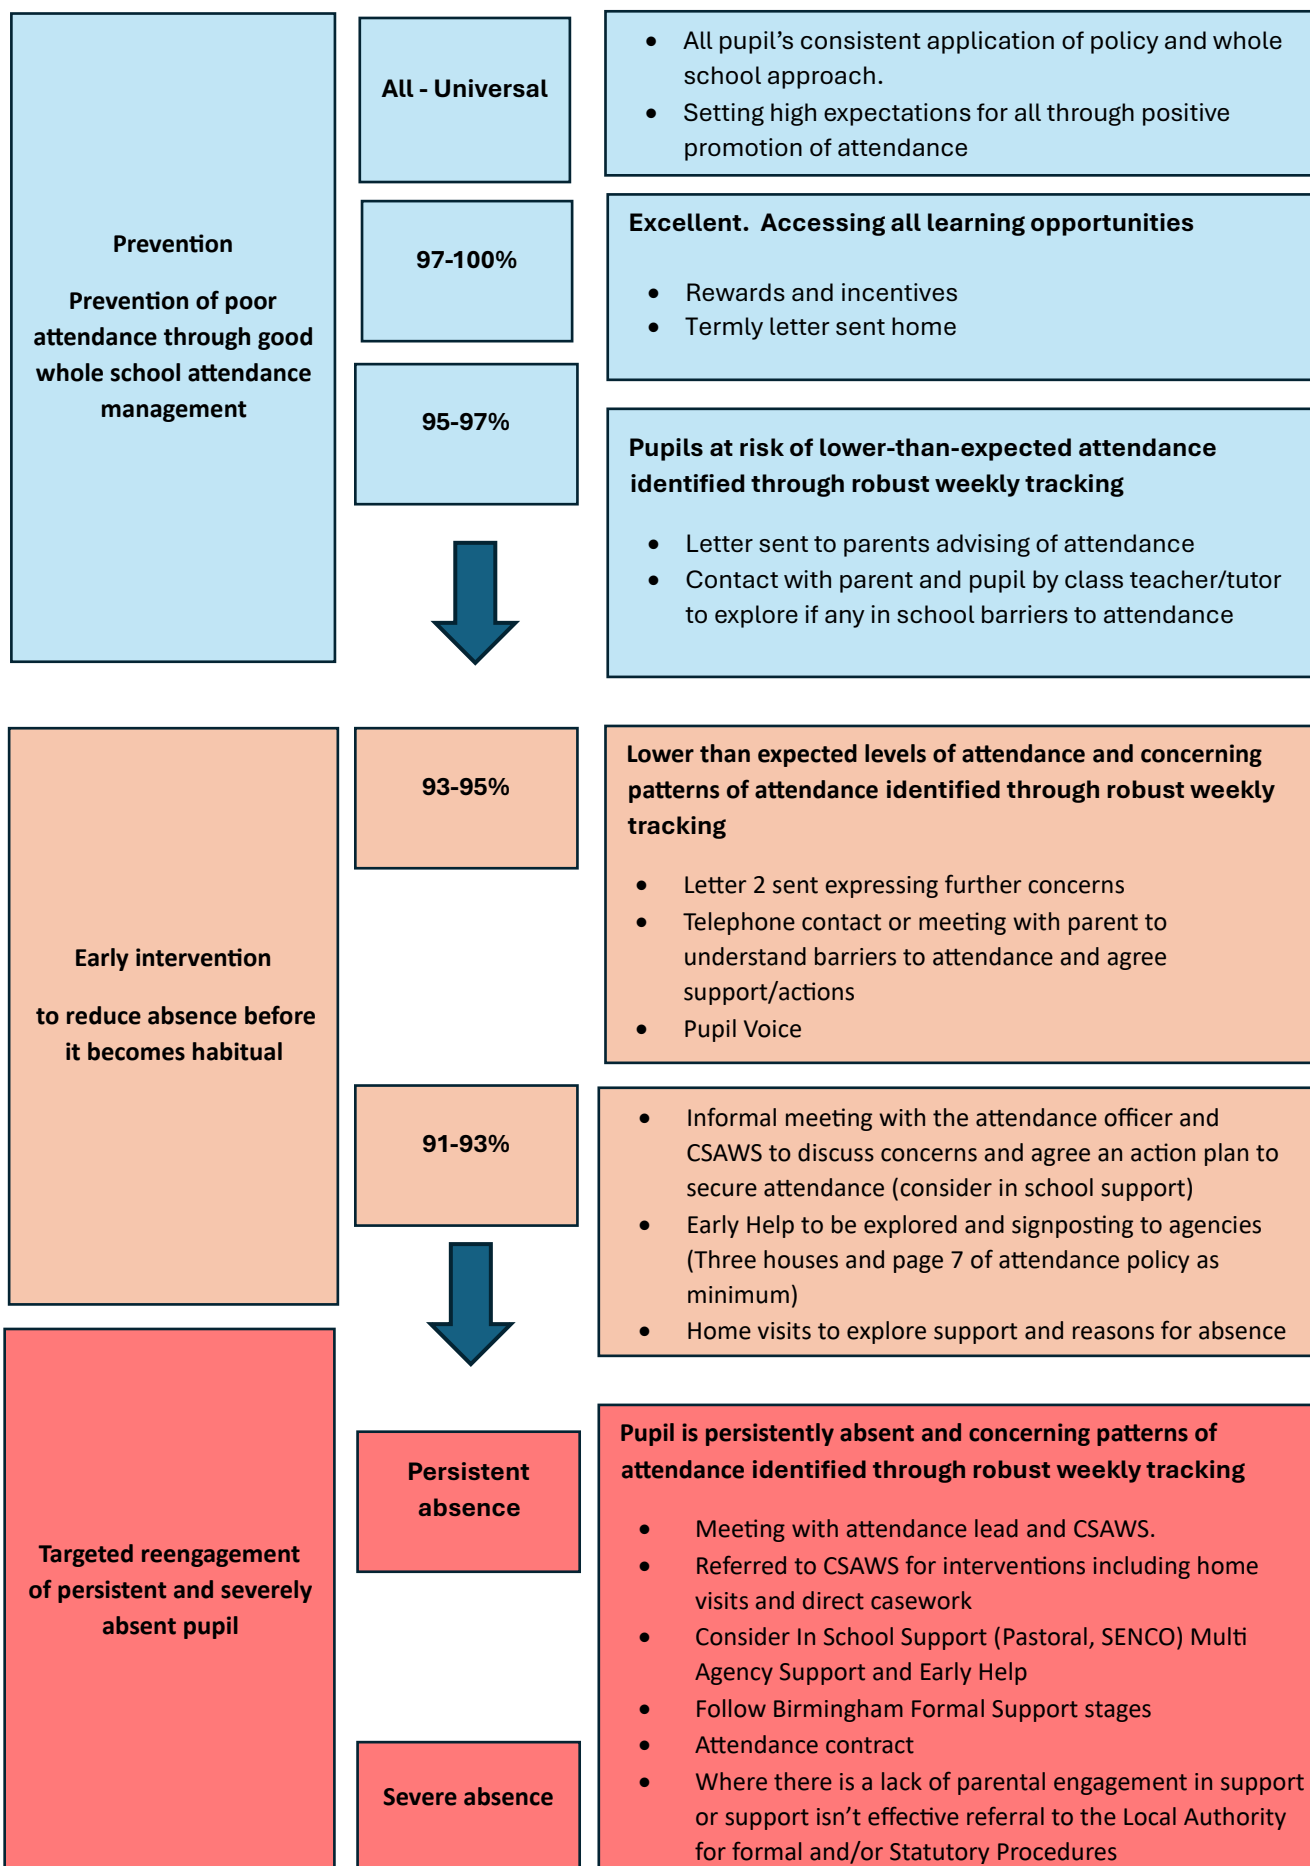 Prevention
Prevention of poor
attendance through good
whole school attendance
management
All - Universal
• All pupil’s consistent application of policy and whole
school approach.
• Setting high expectations for all through positive
promotion of attendance
97-100%
Excellent.  Accessing all learning opportunities
• Rewards and incentives
• Termly letter sent home
95-97%
Pupils at risk of lower-than-expected attendance
identified through robust weekly tracking
• Letter sent to parents advising of attendance
• Contact with parent and pupil by class teacher/tutor
to explore if any in school barriers to attendance
Early intervention
to reduce absence before
it becomes habitual
93-95%
Lower than expected levels of attendance and concerning
patterns of attendance identified through robust weekly
tracking
• Letter 2 sent expressing further concerns
• Telephone contact or meeting with parent to
understand barriers to attendance and agree
support/actions
• Pupil Voice
91-93%
• Informal meeting with the attendance officer and
CSAWS to discuss concerns and agree an action plan to
secure attendance (consider in school support)
• Early Help to be explored and signposting to agencies
(Three houses and page 7 of attendance policy as
minimum)
• Home visits to explore support and reasons for absence
Targeted reengagement
of persistent and severely
absent pupil
Persistent
absence
Pupil is persistently absent and concerning patterns of
attendance identified through robust weekly tracking
• Meeting with attendance lead and CSAWS.
• Referred to CSAWS for interventions including home
visits and direct casework
• Consider In School Support (Pastoral, SENCO) Multi
Agency Support and Early Help
• Follow Birmingham Formal Support stages
• Attendance contract
• Where there is a lack of parental engagement in support
or support isn’t effective referral to the Local Authority
for formal and/or Statutory Procedures
Severe absence